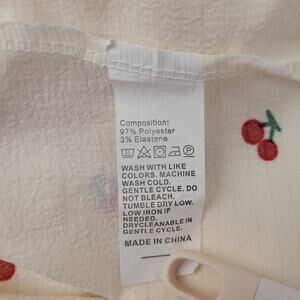 Composition:
97% Polyester
3% Elastane
WASH WITH LIKE
COLORS. MACHINE
WASH COLD.
GENTLE CYCLE. DO
NOT BLEACH.
TUMBLE DRY LOW.
LOW IRON IF
NEEDED.
DRYCLEANABLE IN
GENTLE CYCLE.
MADE IN CHINA